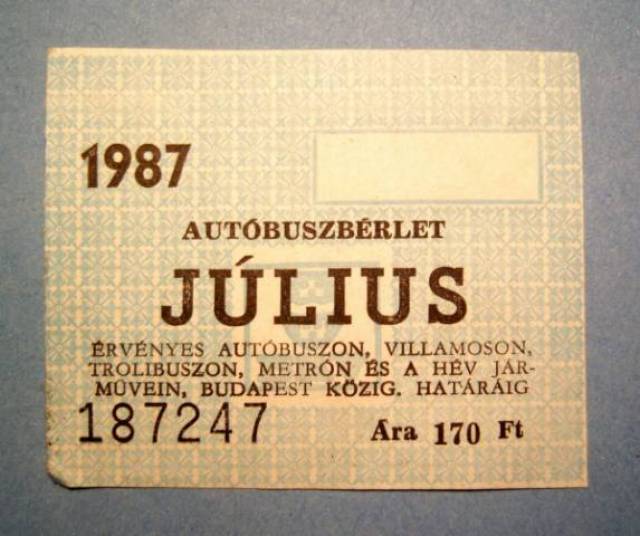 1987
AUTÓBUSZBÉRLET
JÚLIUS
ÉRVÉNYES AUTÓBUSZON, VILLAMOSON,
TROLIBUSZON, METRÓN ÉS A HÉV JÁR-
MŰVEIN, BUDAPEST KÖZIG. HATÁRÁIG
187247 Ára 170 Ft